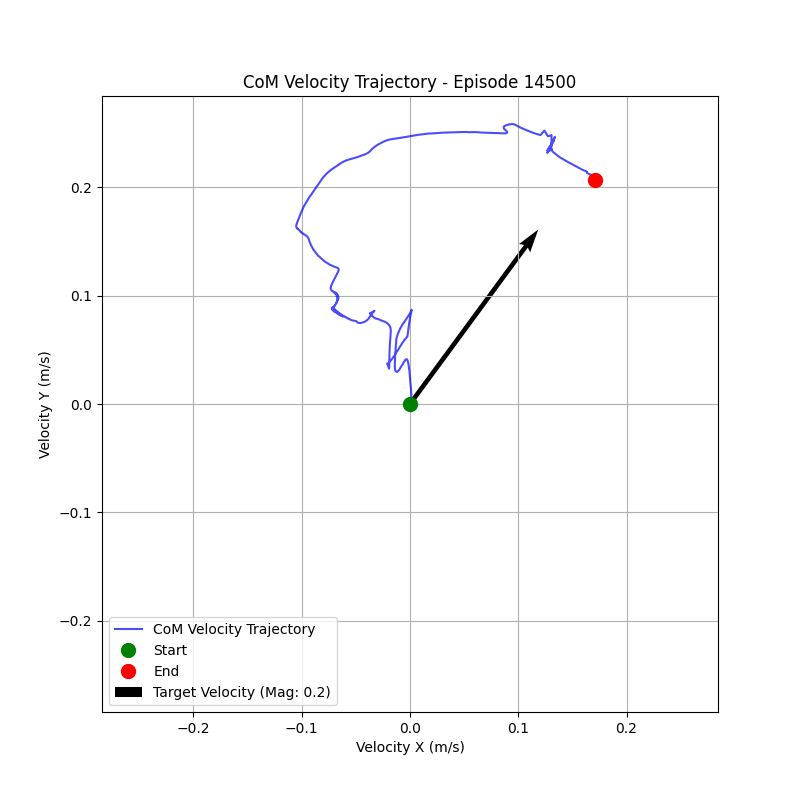 CoM Velocity Trajectory - Episode 14500
Velocity Y (m/s)
0.2
0.1
0.0
−0.1
−0.2
CoM Velocity Trajectory
Start
End
Target Velocity (Mag: 0.2)
−0.2 −0.1 0.0 0.1 0.2
Velocity X (m/s)